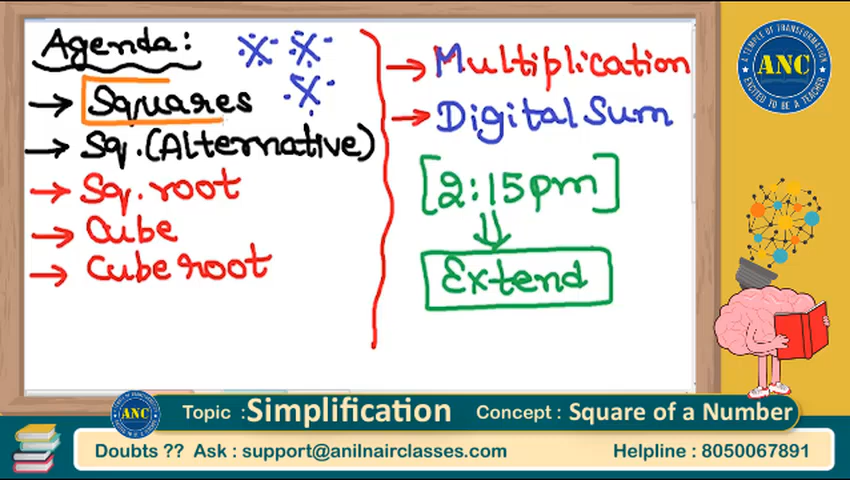 Agenda:
→ Squares
→ Sq. (Alternative)
→ Sq. root
→ Cube
→ Cube root
→ Multiplication
→ Digital Sum
[2:15pm]
Extend
A TEMPLE OF TRANSFORMATION
ANC
EXCITED TO BE A TEACHER
ANC
Topic : Simplification Concept : Square of a Number
Doubts ?? Ask : support@anilnairclasses.com Helpline : 8050067891